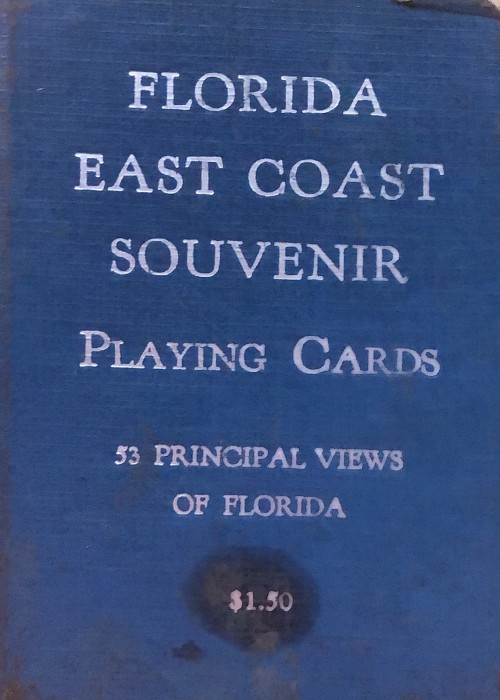 FLORIDA
EAST COAST
SOUVENIR
PLAYING CARDS
53 PRINCIPAL VIEWS
OF FLORIDA
$1.50